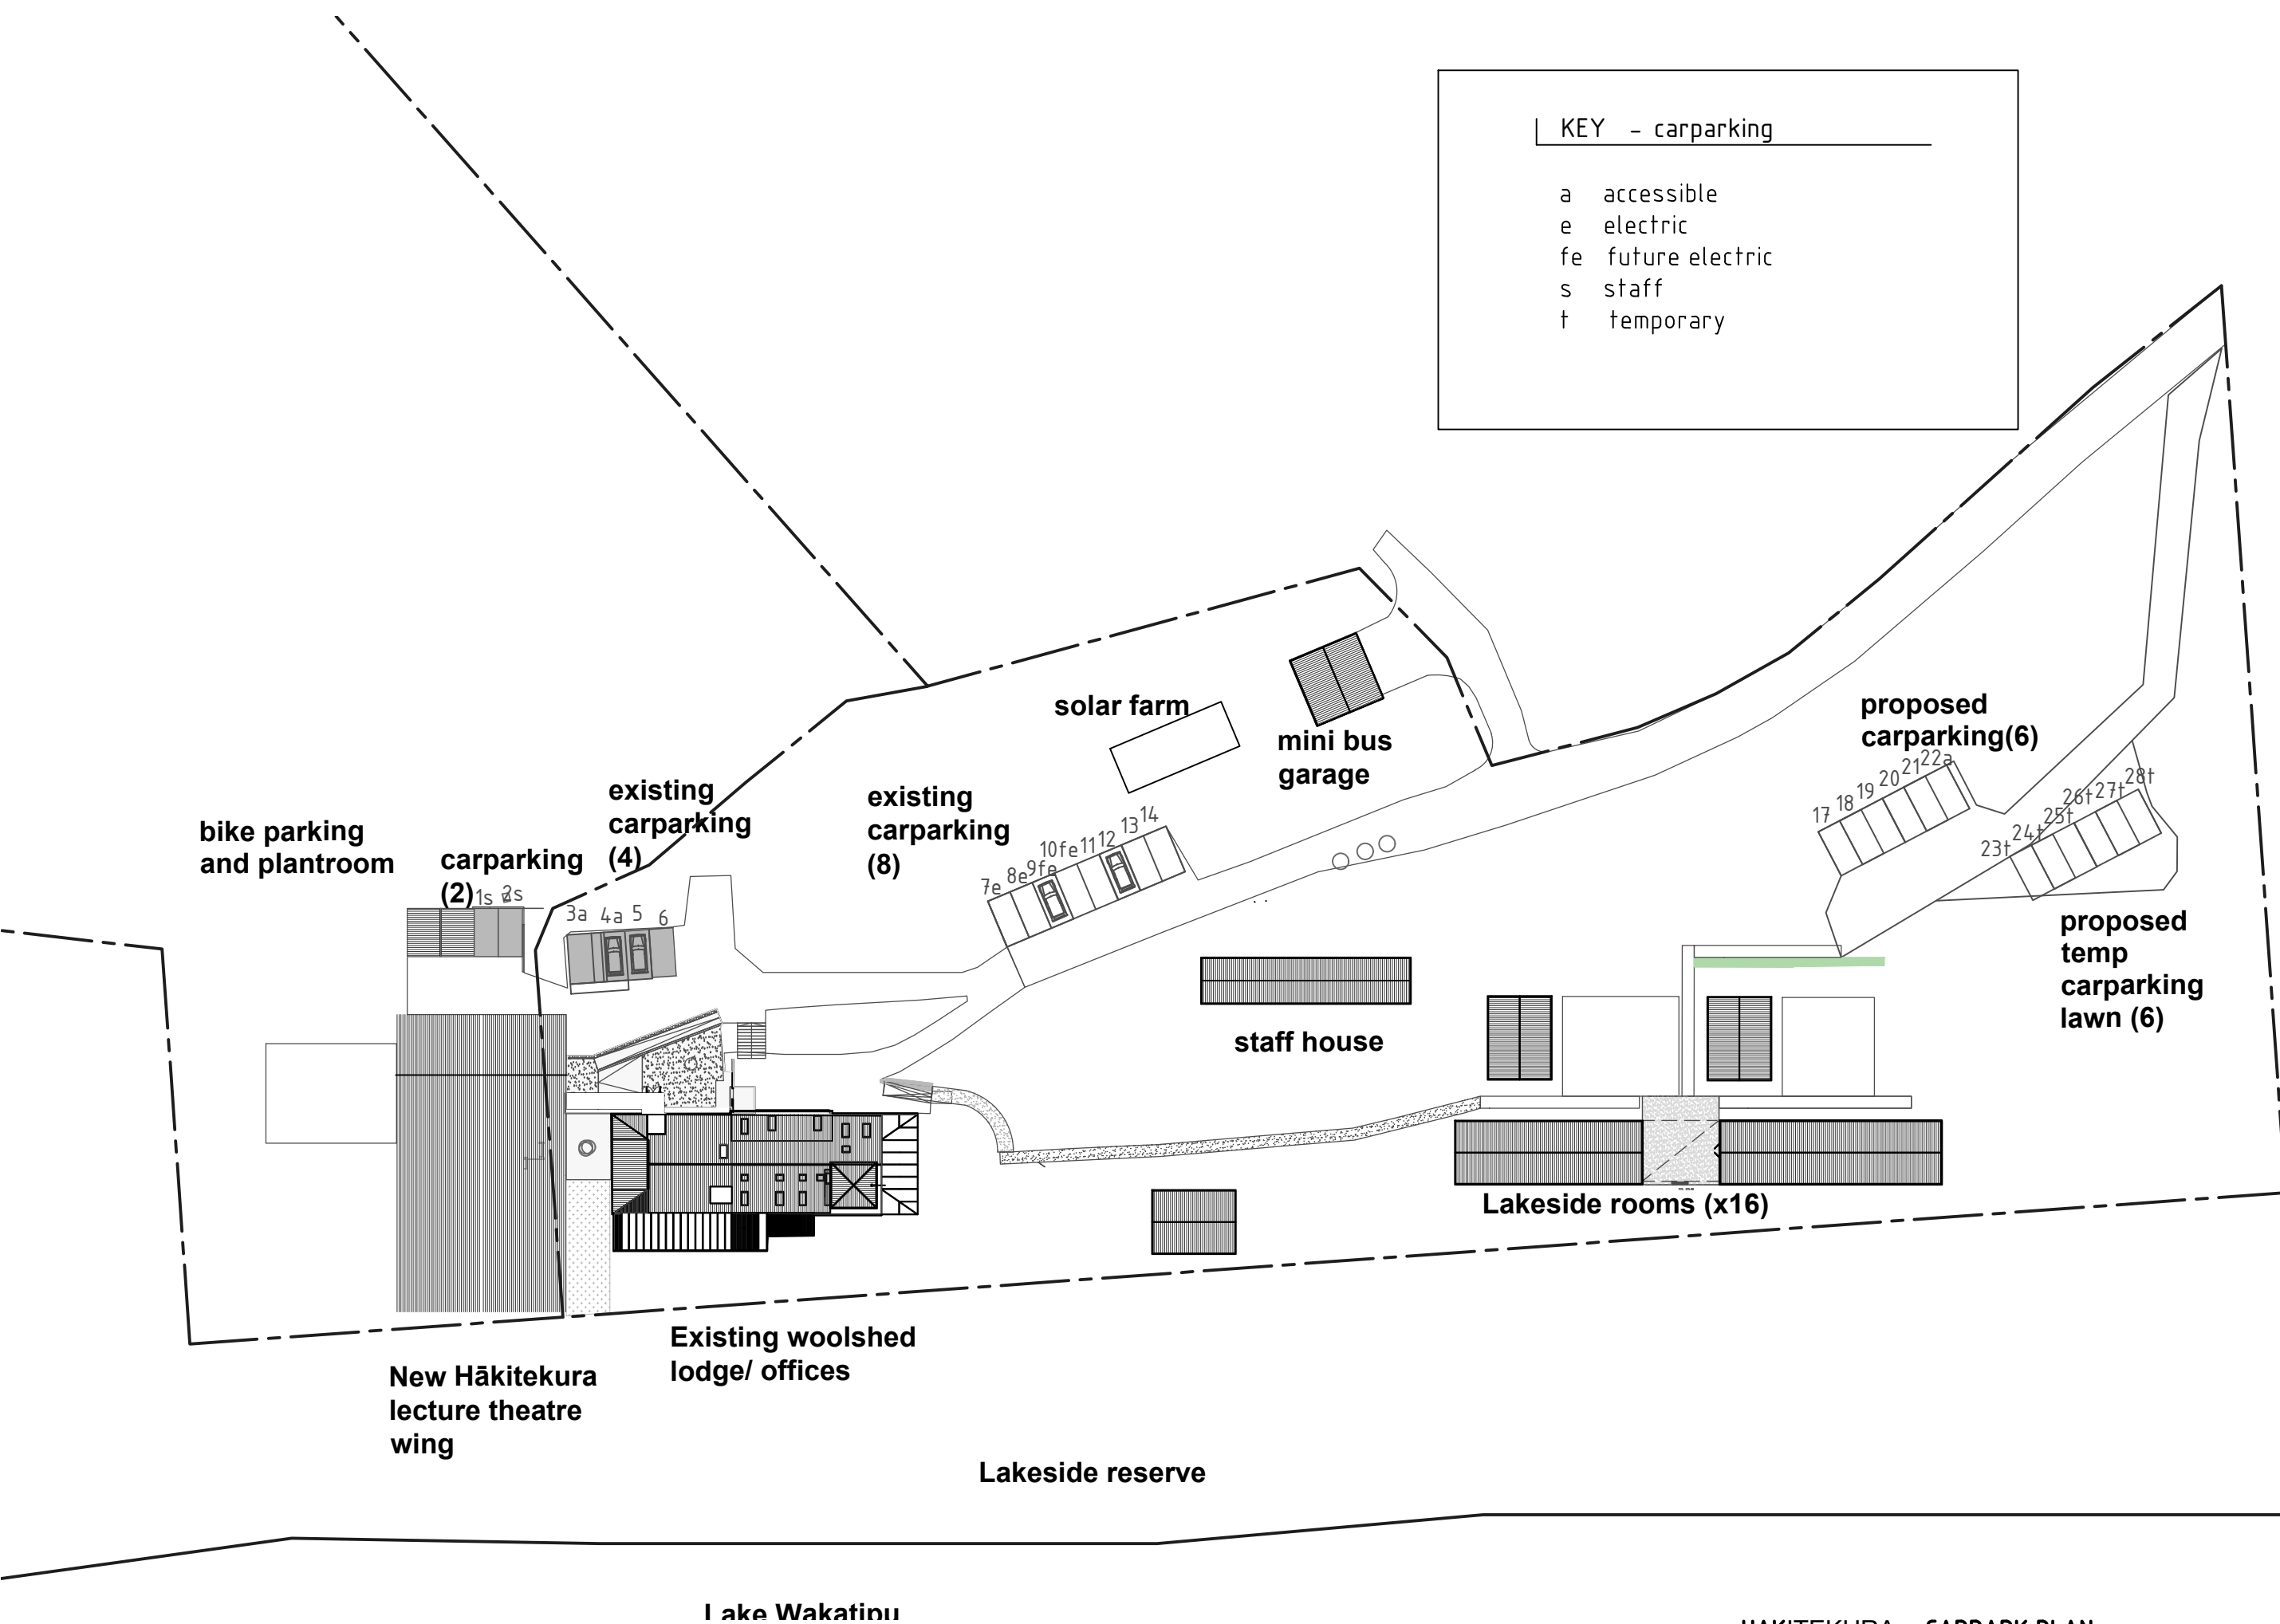 KEY - carparking
a accessible
e electric
fe future electric
s staff
t temporary
solar farm
mini bus
garage
proposed
carparking(6)
17 18 19 20 21 22a
existing
carparking
(4)
existing
carparking
(8)
bike parking
and plantroom
carparking
(2)
1s 2s
3a 4a 5 6
7e 8e 9fe 10fe 11 12 13 14
23t 24t 25t 26t 27t 28t
proposed
temp
carparking
lawn (6)
staff house
Lakeside rooms (x16)
Existing woolshed
lodge/ offices
New Hākitekura
lecture theatre
wing
Lakeside reserve
Lake Wakatipu
HAKITEKURA - CARPARK PLAN